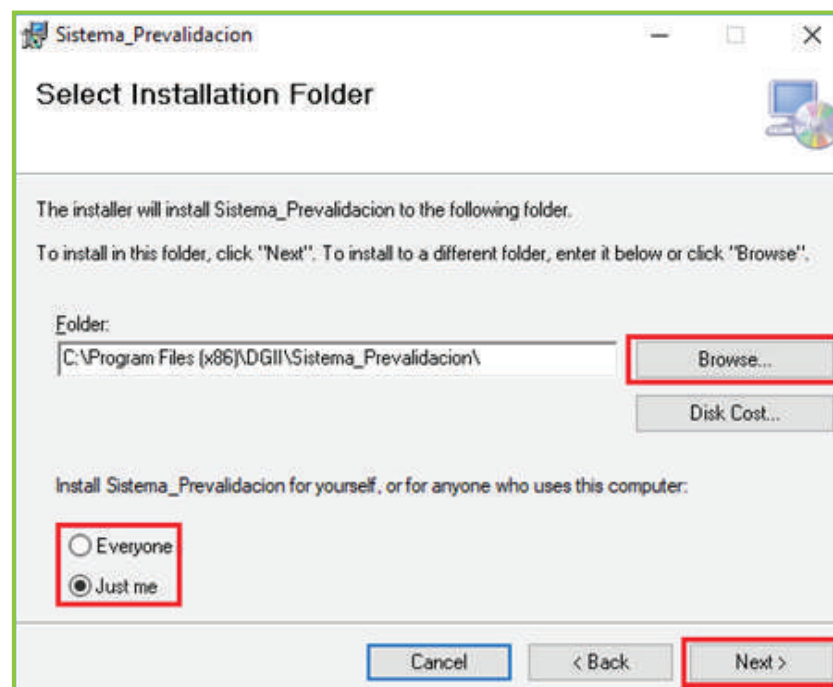 Sistema_Prevalidacion
Select Installation Folder
The installer will install Sistema_Prevalidacion to the following folder.
To install in this folder, click "Next". To install to a different folder, enter it below or click "Browse".
Folder:
C:\Program Files (x86)\DGII\Sistema_Prevalidacion\
Browse...
Disk Cost...
Install Sistema_Prevalidacion for yourself, or for anyone who uses this computer:
Everyone
Just me
Cancel
< Back
Next >